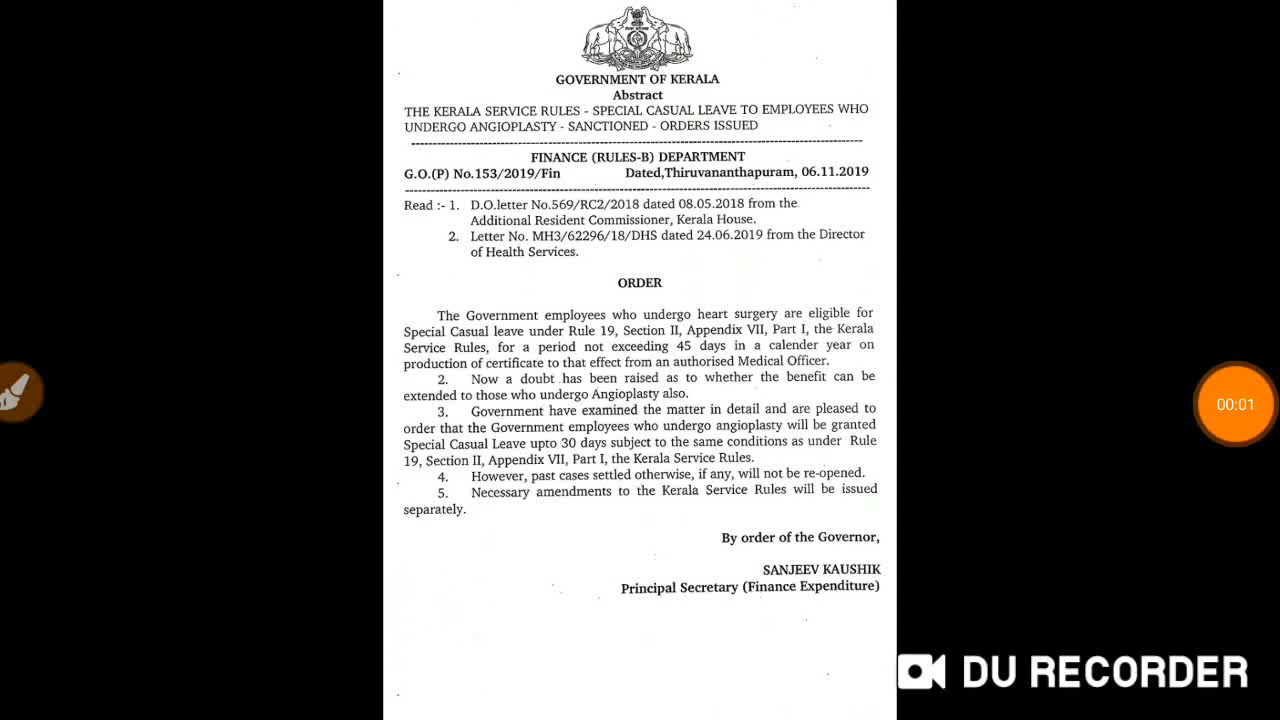 GOVERNMENT OF KERALA
Abstract
THE KERALA SERVICE RULES - SPECIAL CASUAL LEAVE TO EMPLOYEES WHO
UNDERGO ANGIOPLASTY - SANCTIONED - ORDERS ISSUED
FINANCE (RULES-B) DEPARTMENT
G.O.(P) No.153/2019/Fin Dated,Thiruvananthapuram, 06.11.2019
Read :- 1. D.O.letter No.569/RC2/2018 dated 08.05.2018 from the
Additional Resident Commissioner, Kerala House.
2. Letter No. MH3/62296/18/DHS dated 24.06.2019 from the Director
of Health Services.
ORDER
The Government employees who undergo heart surgery are eligible for
Special Casual leave under Rule 19, Section II, Appendix VII, Part I, the Kerala
Service Rules, for a period not exceeding 45 days in a calender year on
production of certificate to that effect from an authorised Medical Officer.
2. Now a doubt has been raised as to whether the benefit can be
extended to those who undergo Angioplasty also.
3. Government have examined the matter in detail and are pleased to
order that the Government employees who undergo angioplasty will be granted
Special Casual Leave upto 30 days subject to the same conditions as under Rule
19, Section II, Appendix VII, Part I, the Kerala Service Rules.
4. However, past cases settled otherwise, if any, will not be re-opened.
5. Necessary amendments to the Kerala Service Rules will be issued
separately.
By order of the Governor,
SANJEEV KAUSHIK
Principal Secretary (Finance Expenditure)
00:01
DU RECORDER